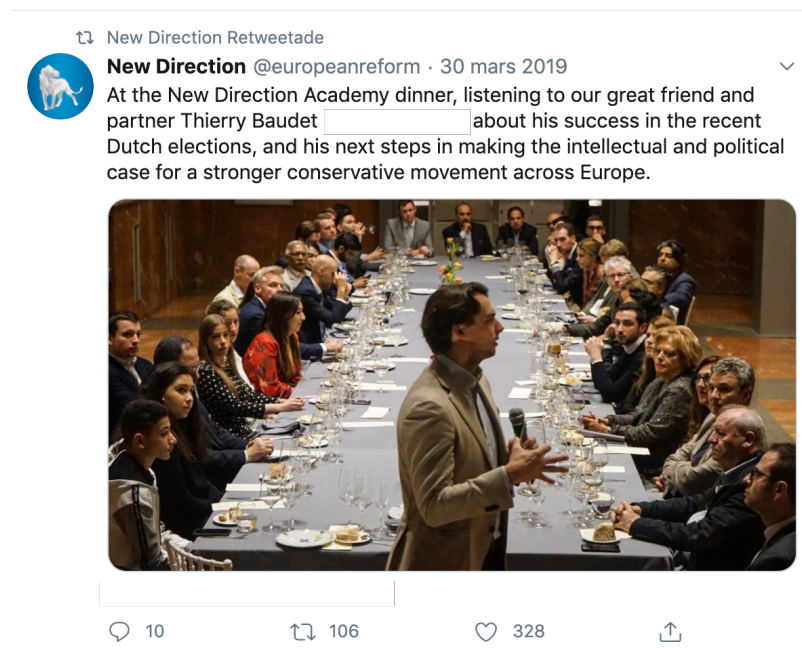 New Direction Retweetade
New Direction @europeanreform · 30 mars 2019
At the New Direction Academy dinner, listening to our great friend and
partner Thierry Baudet about his success in the recent
Dutch elections, and his next steps in making the intellectual and political
case for a stronger conservative movement across Europe.
10 106 328